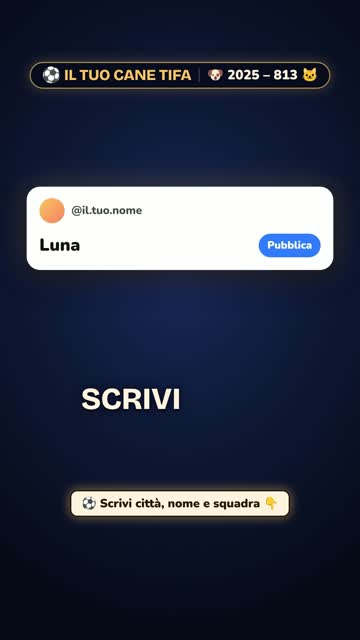 ⚽ IL TUO CANE TIFA | 🐶 2025 – 813 🐱
@il.tuo.nome
Luna
Pubblica
SCRIVI
⚽ Scrivi città, nome e squadra 👇